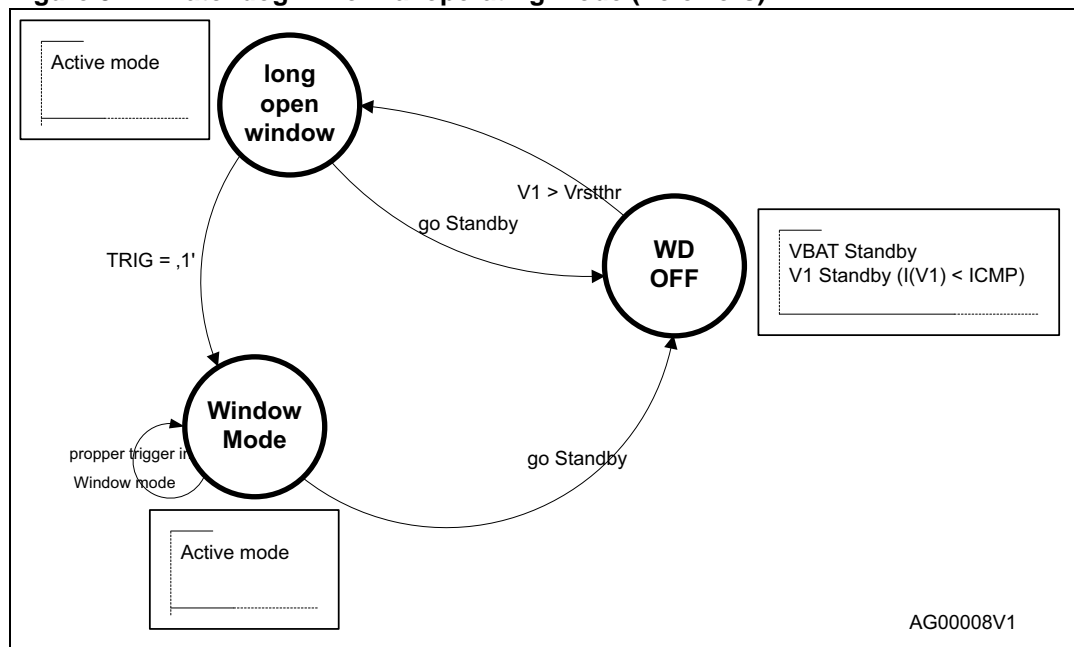 Active mode
long
open
window
V1 > Vrstthr
go Standby
WD
OFF
VBAT Standby
V1 Standby (I(V1) < ICMP)
TRIG = ‚1'
Window
Mode
propper trigger in
Window mode
go Standby
Active mode
AG00008V1